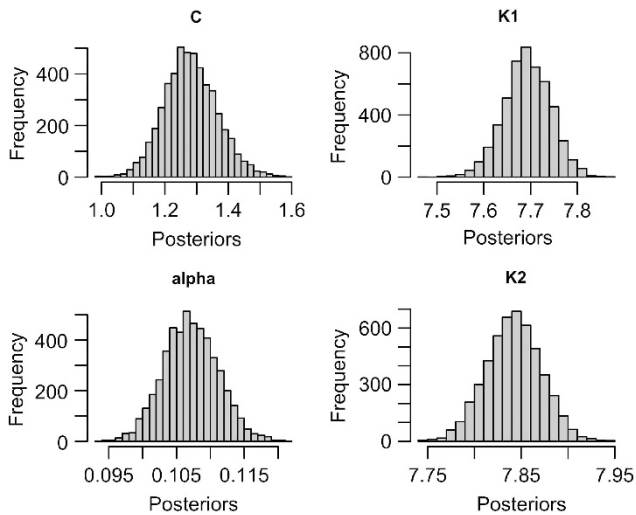 C
Frequency
400
200
0
1.0 1.2 1.4 1.6
Posteriors
K1
Frequency
800
400
0
7.5 7.6 7.7 7.8
Posteriors
alpha
Frequency
400
200
0
0.095 0.105 0.115
Posteriors
K2
Frequency
600
300
0
7.75 7.85 7.95
Posteriors